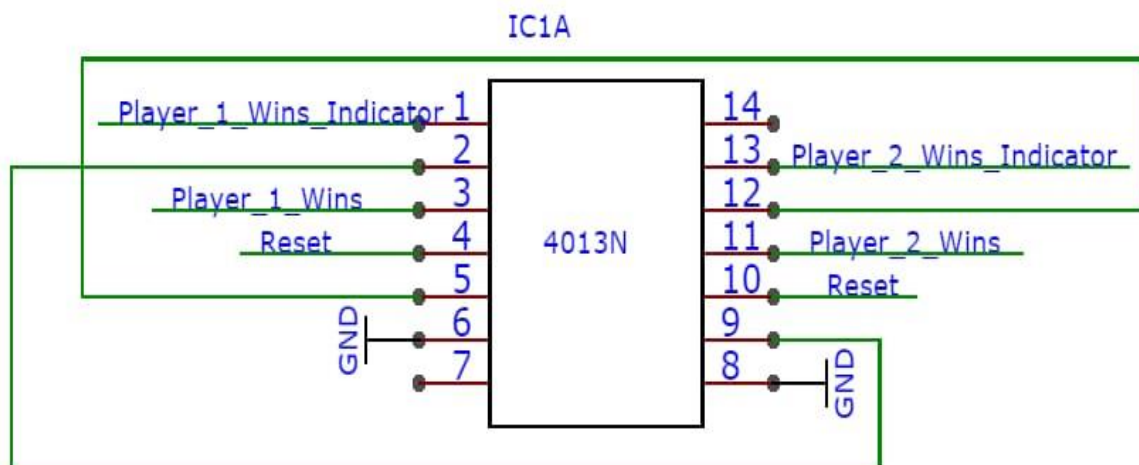 IC1A
Player_1_Wins_Indicator 1
2
Player_1_Wins 3
Reset 4
5
GND 6
7
4013N
14
13 Player_2_Wins_Indicator
12
11 Player_2_Wins
10 Reset
9
8 GND